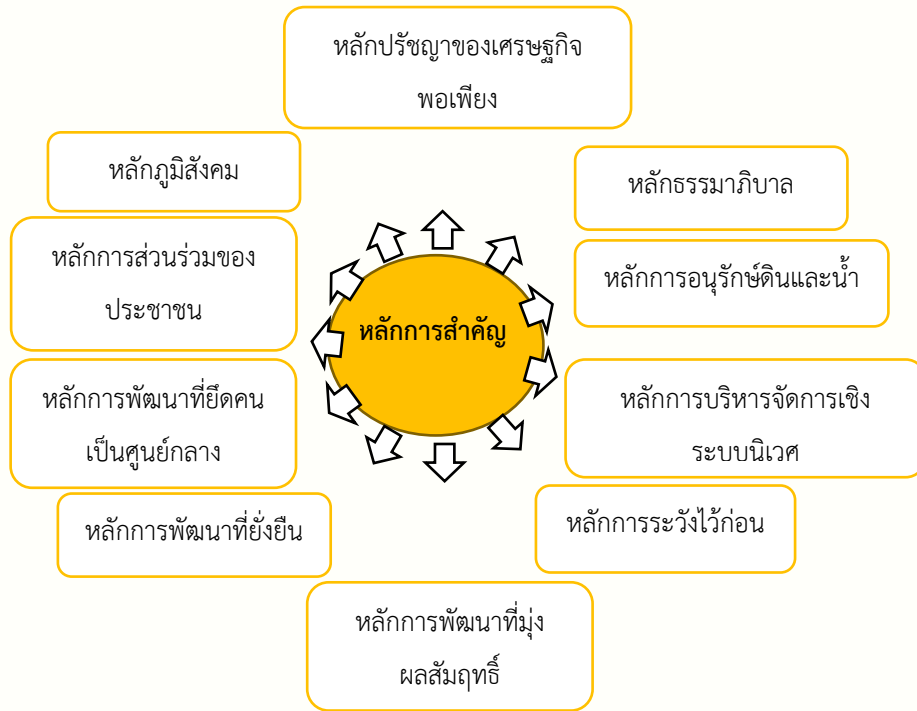 หลักปรัชญาของเศรษฐกิจ
พอเพียง
หลักภูมิสังคม
หลักธรรมาภิบาล
หลักการส่วนร่วมของ
ประชาชน
หลักการอนุรักษ์ดินและน้ำ
หลักการสำคัญ
หลักการพัฒนาที่ยึดคน
เป็นศูนย์กลาง
หลักการบริหารจัดการเชิง
ระบบนิเวศ
หลักการพัฒนาที่ยั่งยืน
หลักการระวังไว้ก่อน
หลักการพัฒนาที่มุ่ง
ผลสัมฤทธิ์